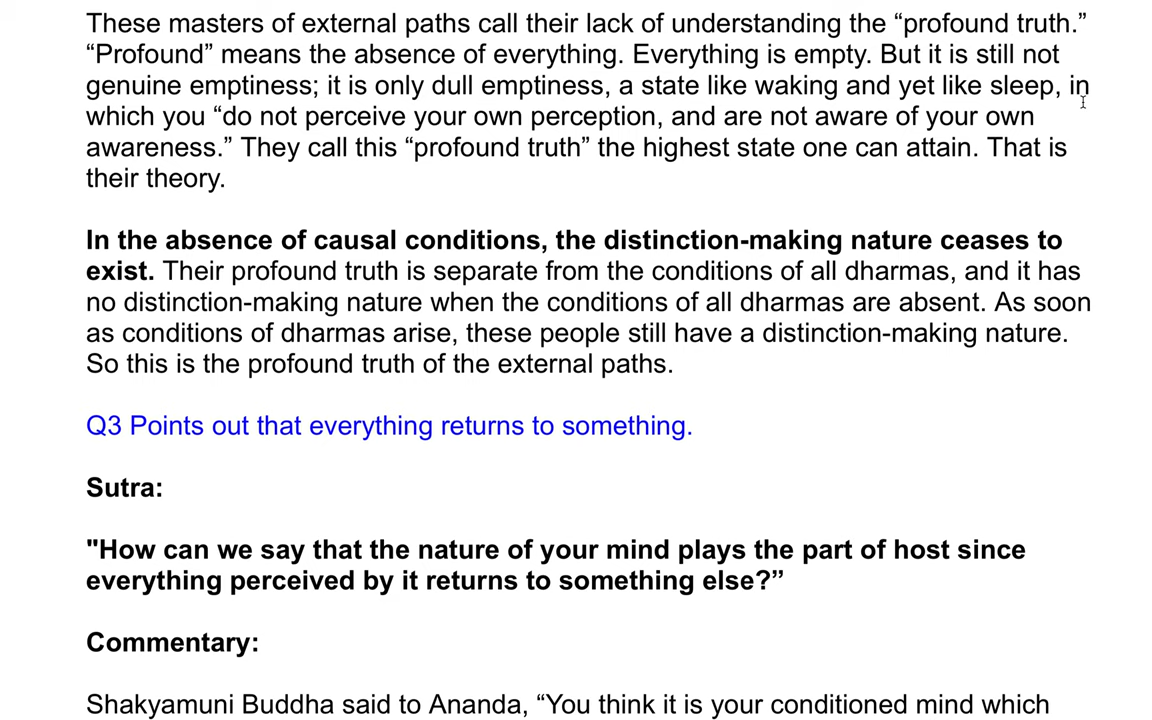 These masters of external paths call their lack of understanding the “profound truth.”
“Profound” means the absence of everything. Everything is empty. But it is still not
genuine emptiness; it is only dull emptiness, a state like waking and yet like sleep, in
which you “do not perceive your own perception, and are not aware of your own
awareness.” They call this “profound truth” the highest state one can attain. That is
their theory.
In the absence of causal conditions, the distinction-making nature ceases to
exist. Their profound truth is separate from the conditions of all dharmas, and it has
no distinction-making nature when the conditions of all dharmas are absent. As soon
as conditions of dharmas arise, these people still have a distinction-making nature.
So this is the profound truth of the external paths.
Q3 Points out that everything returns to something.
Sutra:
"How can we say that the nature of your mind plays the part of host since
everything perceived by it returns to something else?”
Commentary:
Shakyamuni Buddha said to Ananda, “You think it is your conditioned mind which